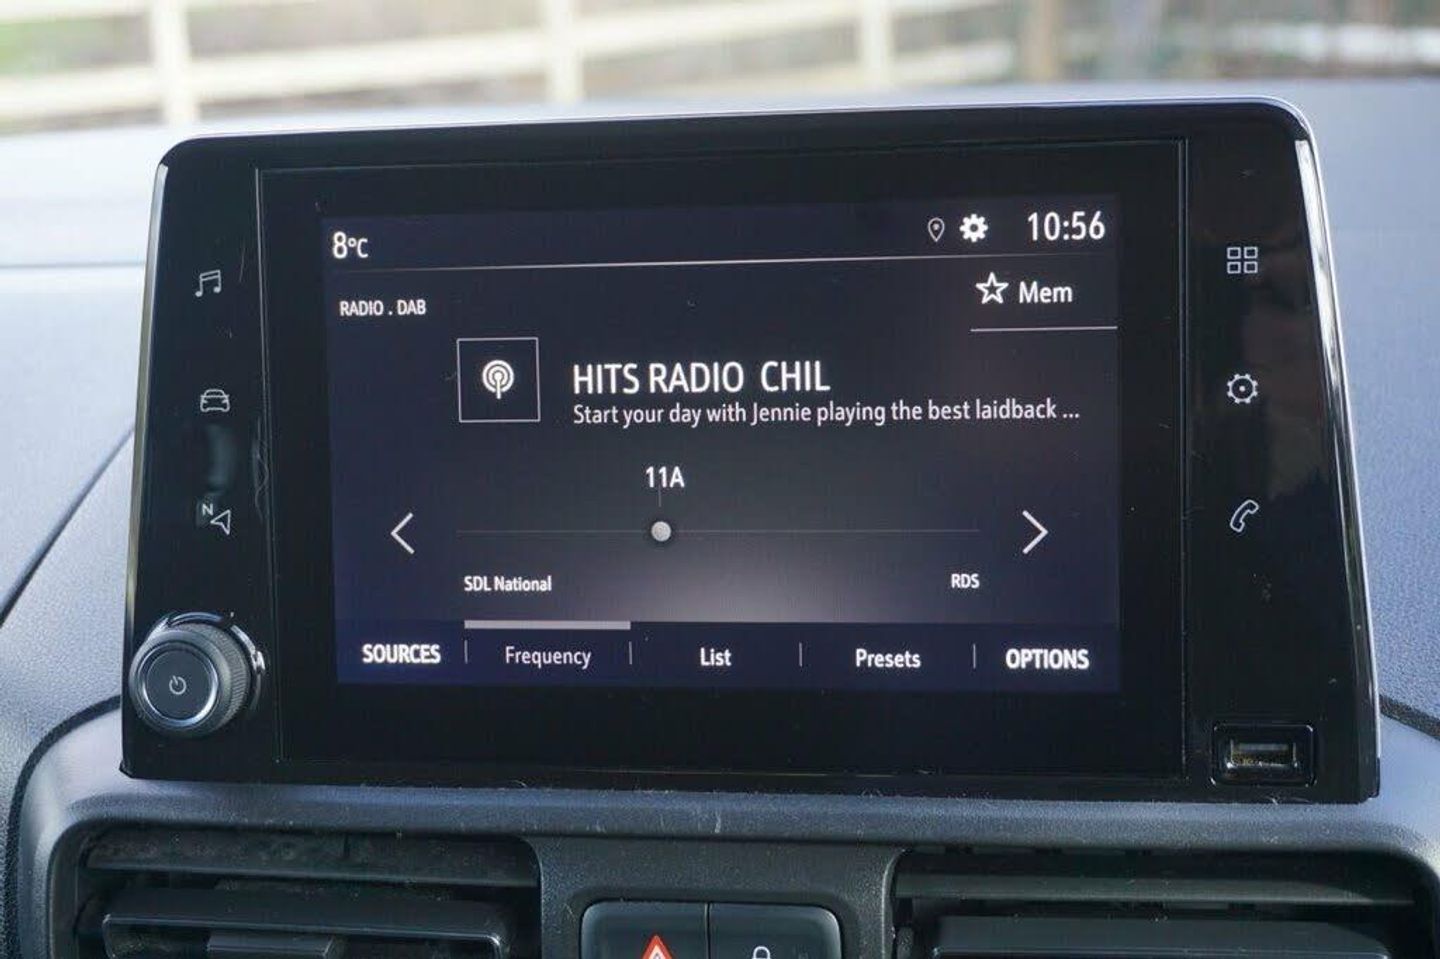 8°C
10:56
RADIO . DAB
Mem
HITS RADIO CHIL
Start your day with Jennie playing the best laidback ...
11A
N
SDL National
RDS
SOURCES
Frequency
List
Presets
OPTIONS